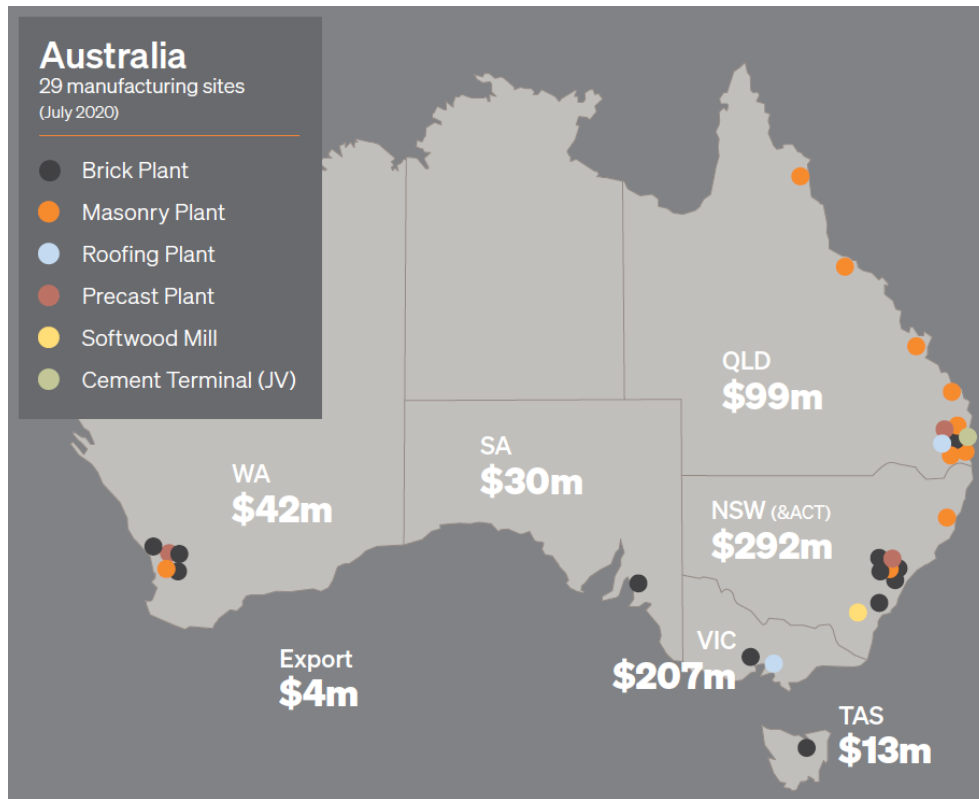 Australia
29 manufacturing sites
(July 2020)
Brick Plant
Masonry Plant
Roofing Plant
Precast Plant
Softwood Mill
Cement Terminal (JV)
QLD
$99m
SA
$30m
WA
$42m
NSW (&ACT)
$292m
VIC
$207m
Export
$4m
TAS
$13m